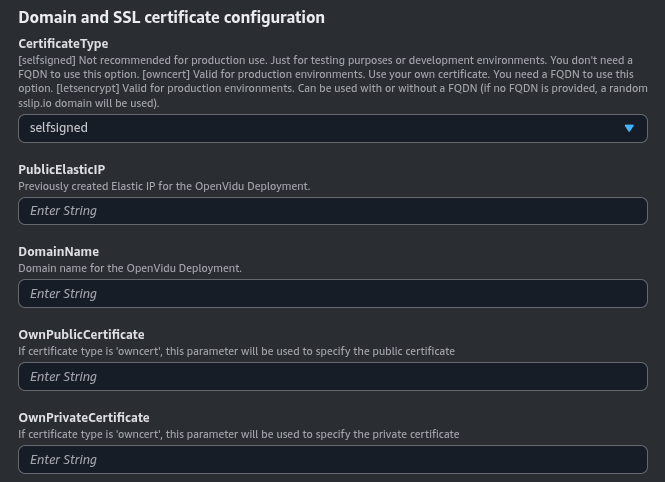 Domain and SSL certificate configuration
CertificateType
[selfsigned] Not recommended for production use. Just for testing purposes or development environments. You don't need a
FQDN to use this option. [owncert] Valid for production environments. Use your own certificate. You need a FQDN to use this
option. [letsencrypt] Valid for production environments. Can be used with or without a FQDN (if no FQDN is provided, a random
sslip.io domain will be used).
selfsigned
PublicElasticIP
Previously created Elastic IP for the OpenVidu Deployment.
Enter String
DomainName
Domain name for the OpenVidu Deployment.
Enter String
OwnPublicCertificate
If certificate type is 'owncert', this parameter will be used to specify the public certificate
Enter String
OwnPrivateCertificate
If certificate type is 'owncert', this parameter will be used to specify the private certificate
Enter String